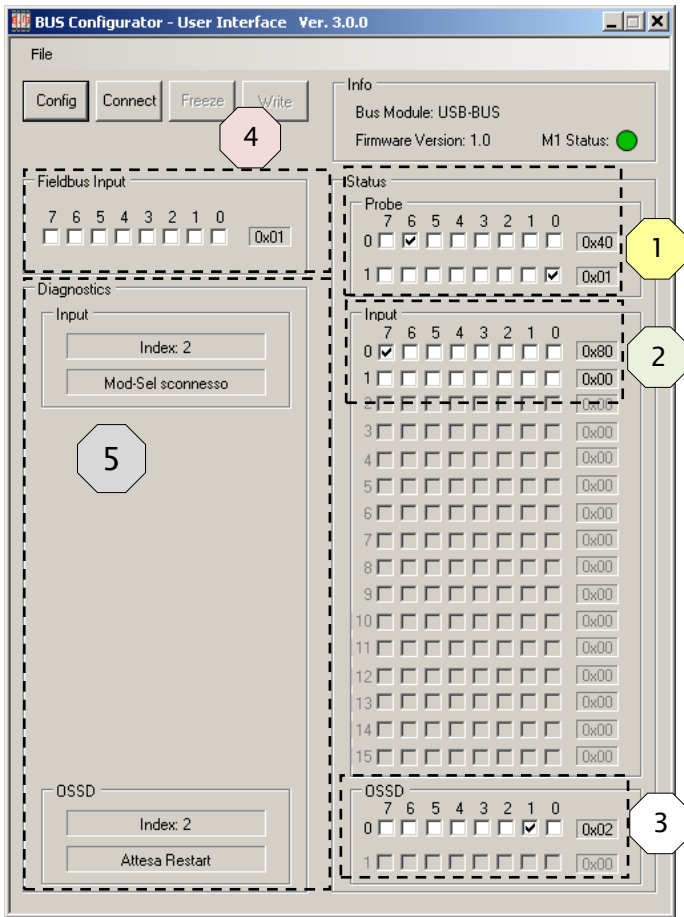 BUS Configurator - User Interface Ver. 3.0.0
File
Config Connect Freeze Write
4
Info
Bus Module: USB-BUS
Firmware Version: 1.0 M1 Status:
Fieldbus Input
7 6 5 4 3 2 1 0
0x01
Status
Probe
7 6 5 4 3 2 1 0
0 0x40
1 0x01
1
Diagnostics
Input
Index: 2
Mod-Sel sconnesso
5
Input
7 6 5 4 3 2 1 0
0 0x80
1 0x00
2 0x00
3 0x00
4 0x00
5 0x00
6 0x00
7 0x00
8 0x00
9 0x00
10 0x00
11 0x00
12 0x00
13 0x00
14 0x00
15 0x00
2
OSSD
Index: 2
Attesa Restart
OSSD
7 6 5 4 3 2 1 0
0 0x02
1 0x00
3